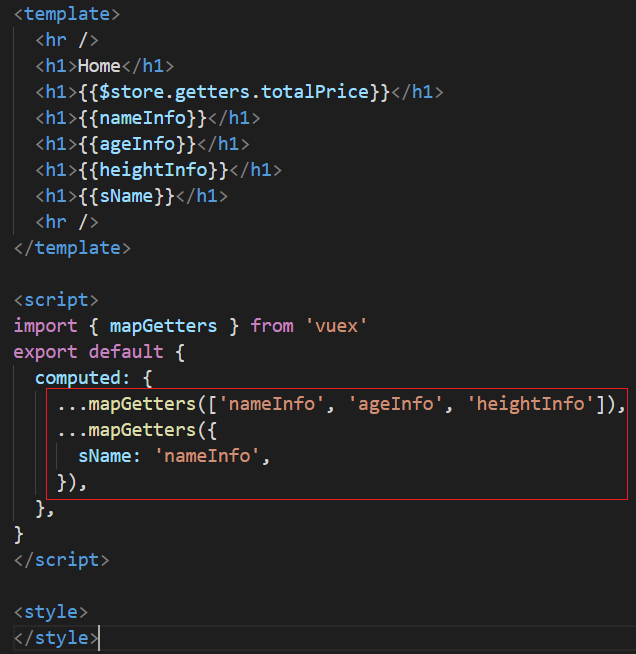 <template>
  <hr />
  <h1>Home</h1>
  <h1>{{$store.getters.totalPrice}}</h1>
  <h1>{{nameInfo}}</h1>
  <h1>{{ageInfo}}</h1>
  <h1>{{heightInfo}}</h1>
  <h1>{{sName}}</h1>
  <hr />
</template>

<script>
import { mapGetters } from 'vuex'
export default {
  computed: {
    ...mapGetters(['nameInfo', 'ageInfo', 'heightInfo']),
    ...mapGetters({
      sName: 'nameInfo',
    }),
  },
}
</script>

<style>
</style>